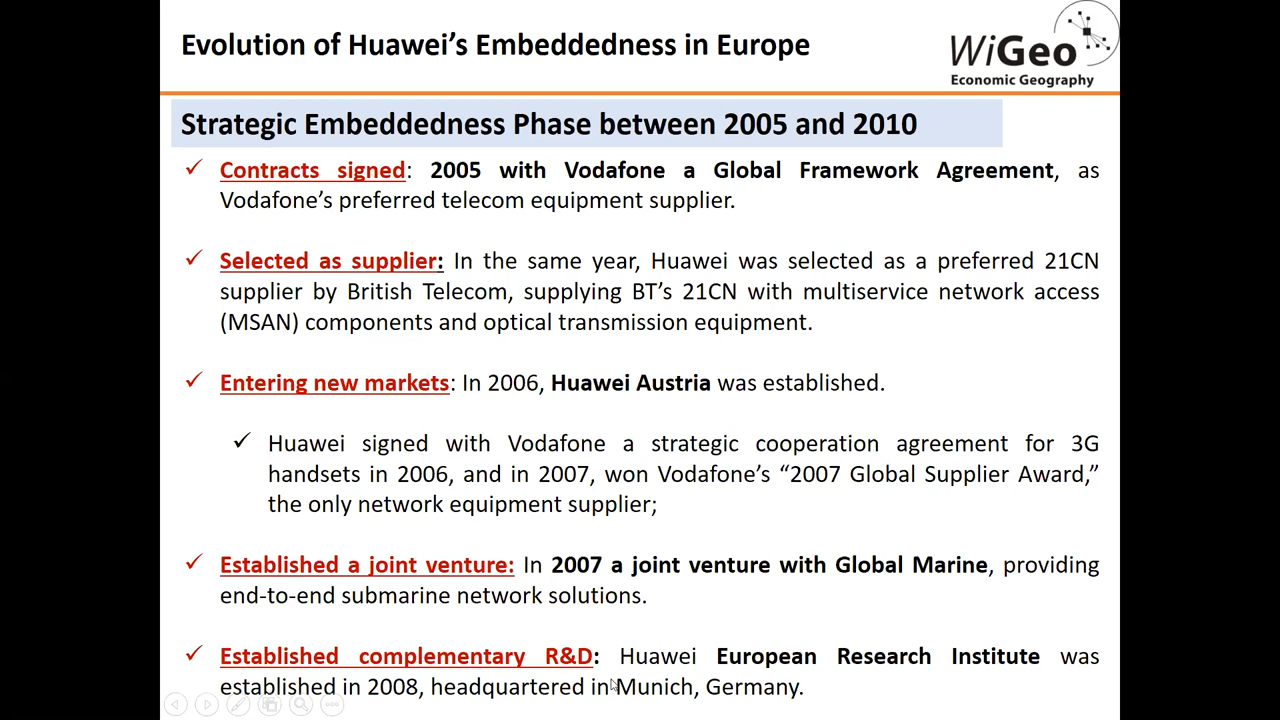 Evolution of Huawei’s Embeddedness in Europe
WiGeo
Economic Geography
Strategic Embeddedness Phase between 2005 and 2010
Contracts signed: 2005 with Vodafone a Global Framework Agreement, as
Vodafone’s preferred telecom equipment supplier.
Selected as supplier: In the same year, Huawei was selected as a preferred 21CN
supplier by British Telecom, supplying BT’s 21CN with multiservice network access
(MSAN) components and optical transmission equipment.
Entering new markets: In 2006, Huawei Austria was established.
Huawei signed with Vodafone a strategic cooperation agreement for 3G
handsets in 2006, and in 2007, won Vodafone’s “2007 Global Supplier Award,”
the only network equipment supplier;
Established a joint venture: In 2007 a joint venture with Global Marine, providing
end-to-end submarine network solutions.
Established complementary R&D: Huawei European Research Institute was
established in 2008, headquartered in Munich, Germany.